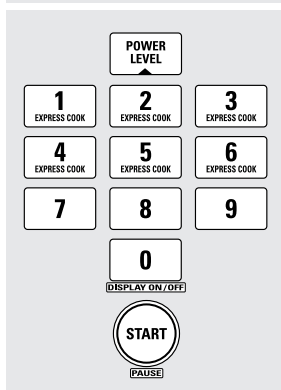 POWER
LEVEL
1 2 3
EXPRESS COOK EXPRESS COOK EXPRESS COOK
4 5 6
EXPRESS COOK EXPRESS COOK EXPRESS COOK
7 8 9
0
DISPLAY ON/OFF
START
PAUSE